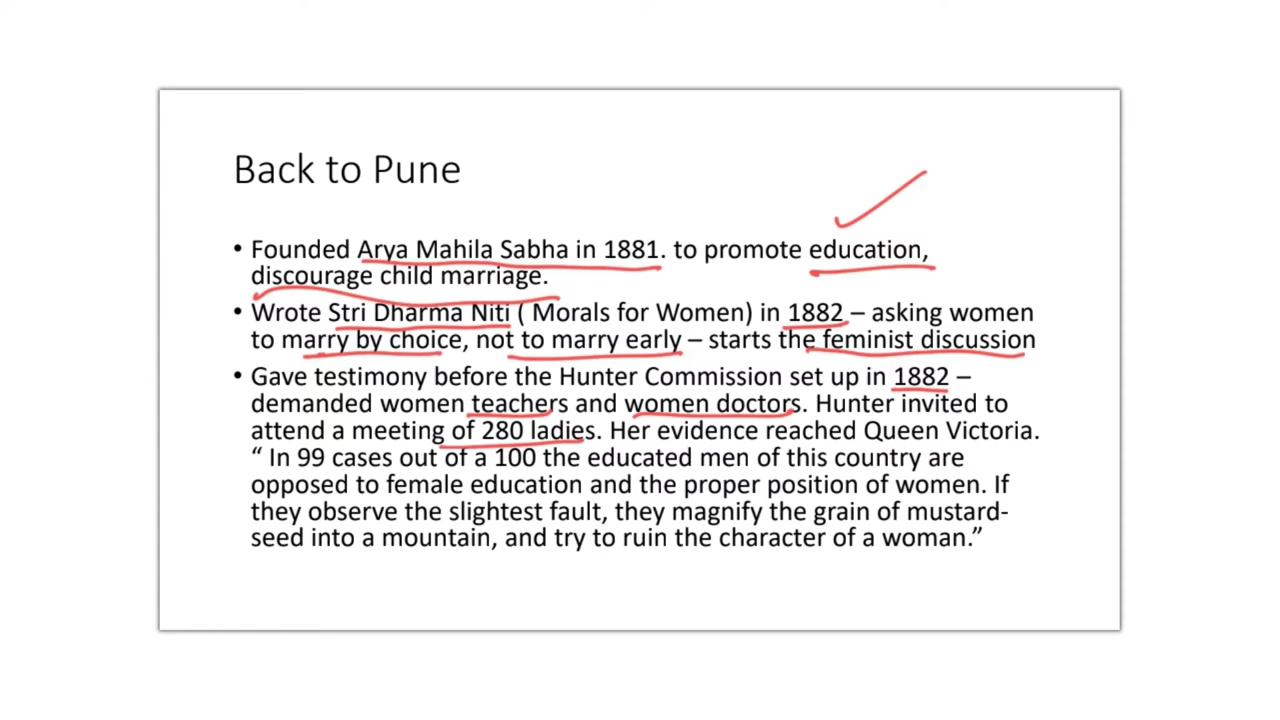 Back to Pune
• Founded Arya Mahila Sabha in 1881. to promote education,
discourage child marriage.
• Wrote Stri Dharma Niti ( Morals for Women) in 1882 – asking women
to marry by choice, not to marry early – starts the feminist discussion
• Gave testimony before the Hunter Commission set up in 1882 –
demanded women teachers and women doctors. Hunter invited to
attend a meeting of 280 ladies. Her evidence reached Queen Victoria.
“ In 99 cases out of a 100 the educated men of this country are
opposed to female education and the proper position of women. If
they observe the slightest fault, they magnify the grain of mustard-
seed into a mountain, and try to ruin the character of a woman.”